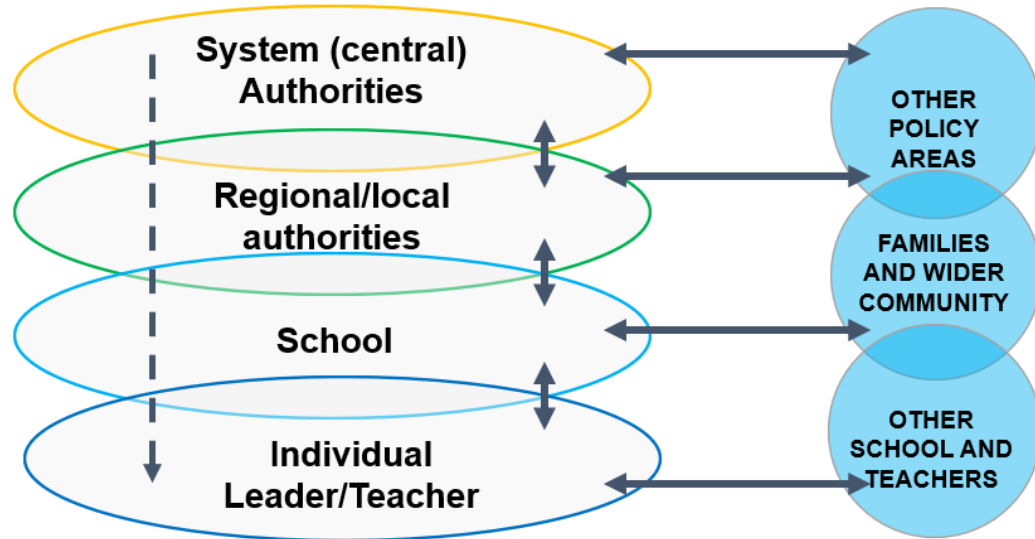 System (central)
Authorities
Regional/local
authorities
School
Individual
Leader/Teacher
OTHER
POLICY
AREAS
FAMILIES
AND WIDER
COMMUNITY
OTHER
SCHOOL AND
TEACHERS